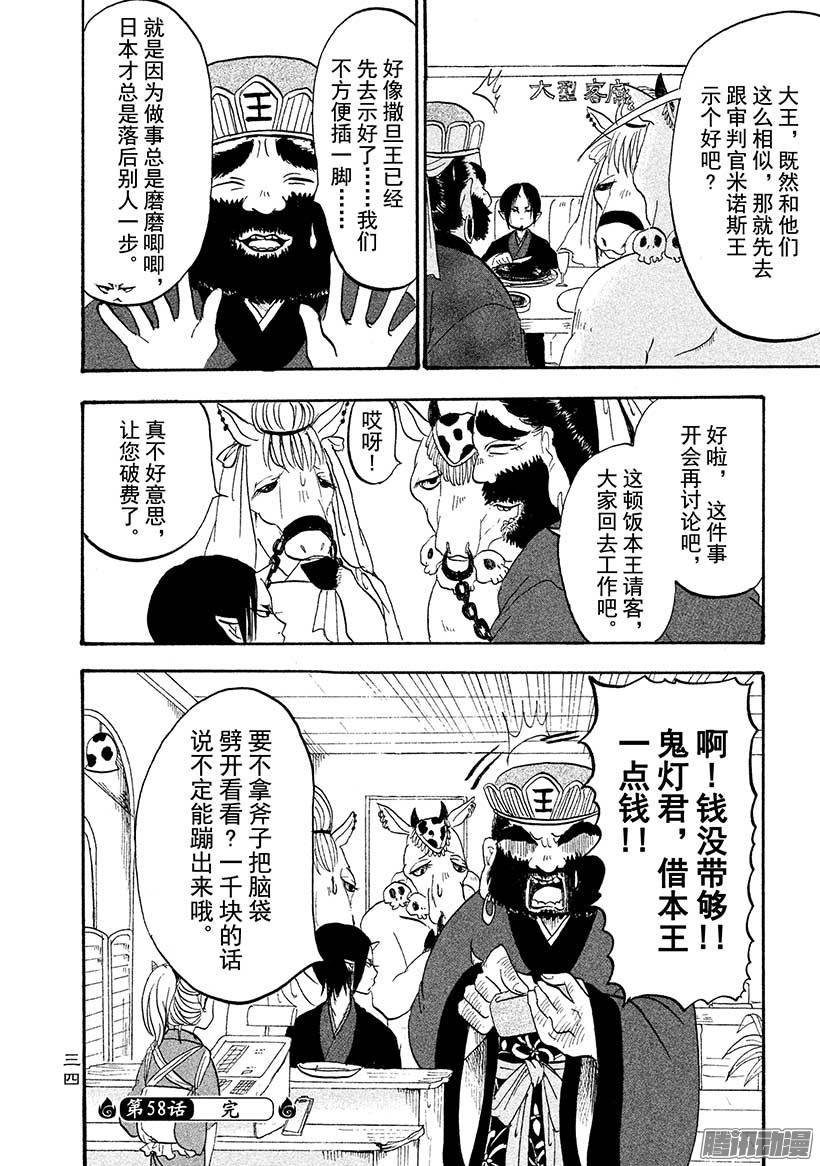 大王，既然和他们
这么相似，那就先去
跟审判官米诺斯王
示个好吧？
大型客席
好像撒旦王已经
先去示好了……我们
不方便插一脚……
王
就是因为做事总是磨磨唧唧，
日本才总是落后别人一步。
好啦，这件事
开会再讨论吧，
这顿饭本王请客，
大家回去工作吧。
哎呀！
真不好意思，
让您破费了。
啊！钱没带够！！
鬼灯君，借本王
一点钱！！
王
要不拿斧子把脑袋
劈开看看？一千块的话
说不定能蹦出来哦。
三四
第58话 完
腾讯动漫